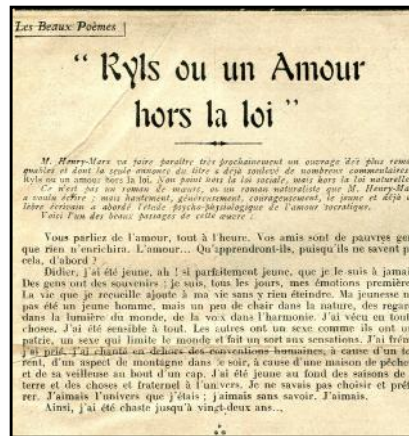 Les Beaux Poèmes
“ Ryls ou un Amour
hors la loi ”
M. Henry-Marx va faire paraître très prochainement un ouvrage des plus remar
quables et dont la seule annonce du titre a déjà soulevé de nombreux commentaires
Ryls ou un amour hors la loi. Non point hors la loi sociale, mais hors la loi naturelle
Ce n'est pas un roman de mœurs, ou un roman naturaliste que M. Henry-Ma
a voulu écrire ; mais hautement, généreusement, courageusement, le jeune et déjà
lèbre écrivain a abordé l'étude psycho-physiologique de l'amour socratique.
Voici l'un des beaux passages de cette œuvre :
Vous parliez de l'amour, tout à l'heure. Vos amis sont de pauvres gen
que rien n'enrichira. L'amour... Qu'apprendront-ils, puisqu'ils ne savent p
cela, d'abord ?
Didier, j'ai été jeune, ah ! si parfaitement jeune, que je le suis à jamai
Des gens ont des souvenirs ; je suis, tous les jours, mes émotions première
La vie que je recueille ajoute à ma vie sans y rien éteindre. Ma jeunesse n
pas été un jeune homme, mais un peu de chair dans la nature, des regar
dans la lumière du monde, de la voix dans l'harmonie. J'ai vécu en tout
choses. J'ai été sensible à tout. Les autres ont un sexe comme ils ont un
patrie, un sexe qui limite le monde et fait un sort aux sensations. J'ai frém
j'ai prié, j'ai chanté en dehors des conventions humaines, à cause d'un to
rent, d'un aspect de montagne dans le soir, à cause d'une maison de pêche
et de sa veilleuse au bout d'un cap. J'ai été jeune au fond des saisons de
terre et des choses et fraternel à l'univers. Je ne savais pas choisir et préf
rer. J'aimais l'univers que j'étais ; j'aimais sans savoir. J'aimais.
Ainsi, j'ai été chaste jusqu'à vingt-deux ans...